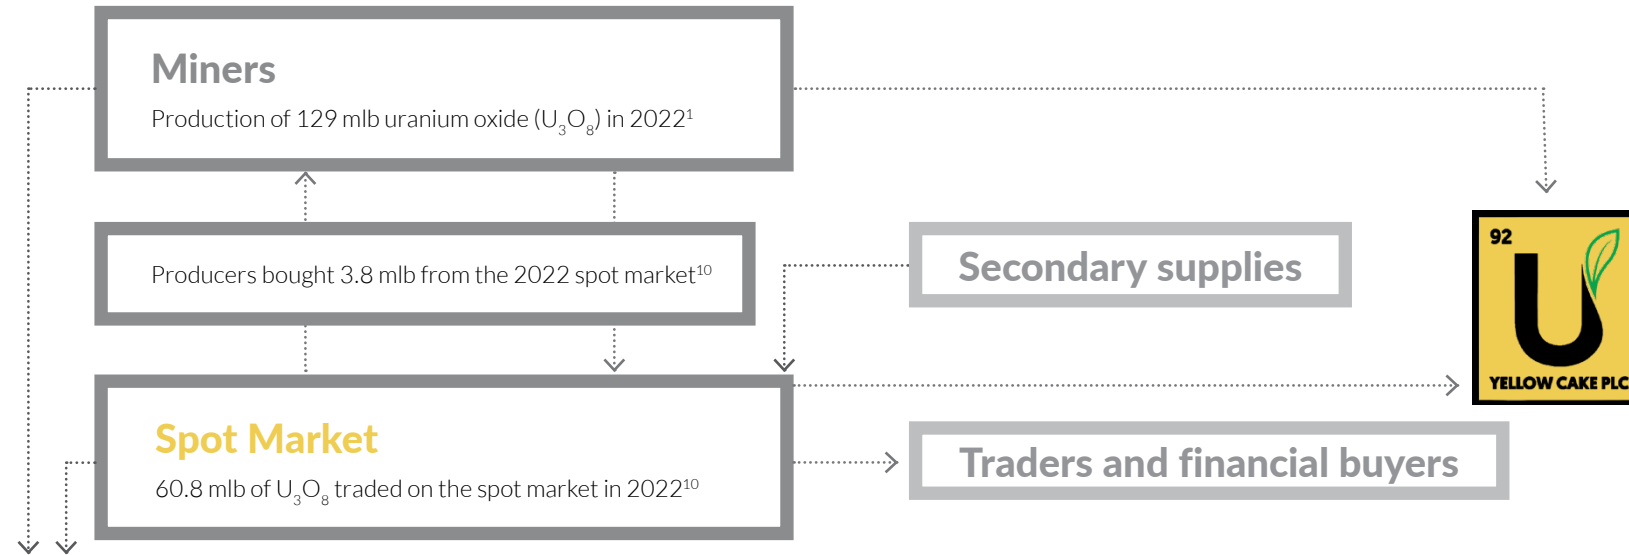 Miners
Production of 129 mlb uranium oxide (U₃O₈) in 2022¹
Producers bought 3.8 mlb from the 2022 spot market¹⁰
Secondary supplies
92
U
YELLOW CAKE PLC
Spot Market
60.8 mlb of U₃O₈ traded on the spot market in 2022¹⁰
Traders and financial buyers